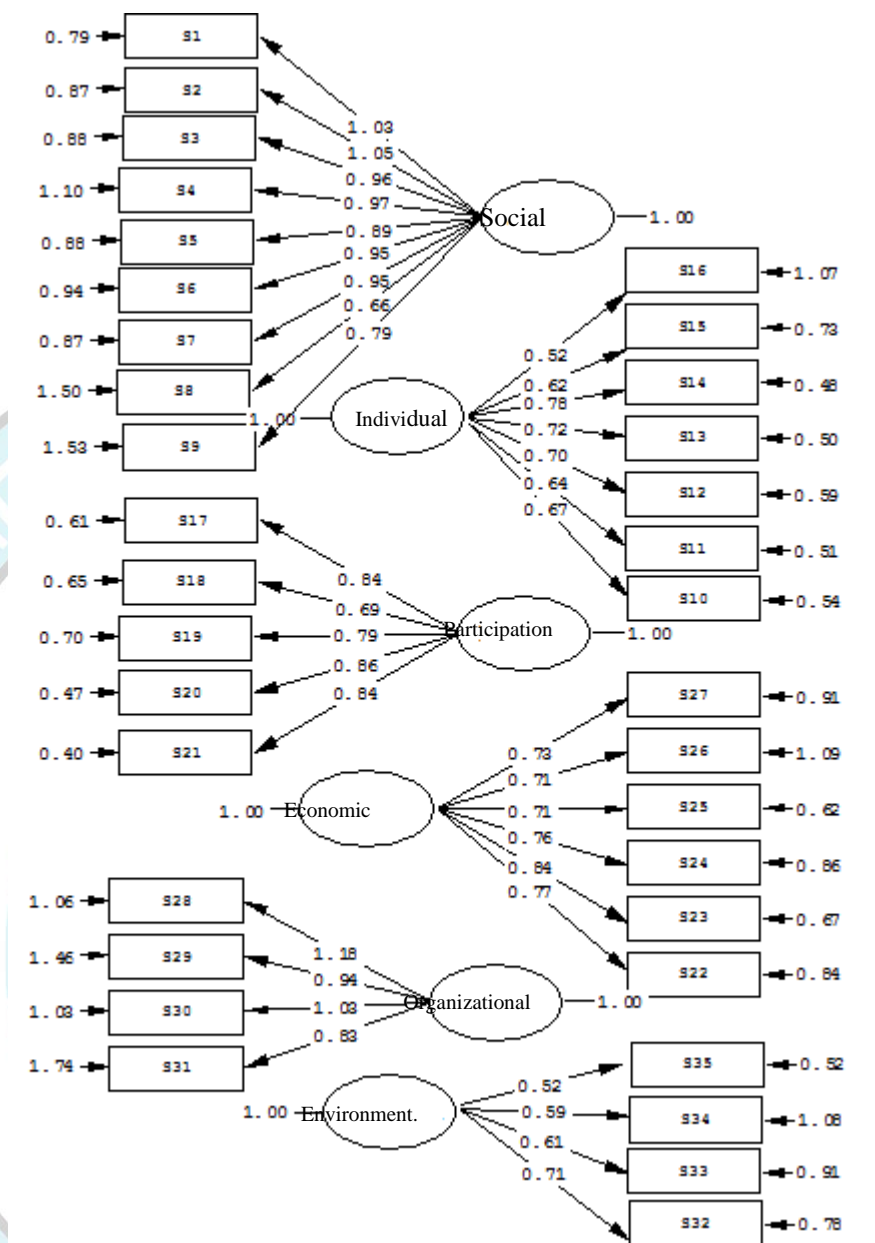 0.79 S1
0.87 S2
1.03
0.88 S3
1.05
0.96
1.10 S4
0.97
Social 1.00
0.89
0.88 S5
0.95
S16 1.07
0.94 S6
0.95
0.66
S15 0.73
0.79
0.87 S7
0.52
0.62
S14 0.48
1.50 S8
0.78
1.00 Individual
0.72
S13 0.50
1.53 S9
0.70
0.64
S12 0.59
0.67
0.61 S17
S11 0.51
0.84
0.65 S18
S10 0.54
0.69
Participation 1.00
0.70 S19
0.79
0.86
0.47 S20
S27 0.91
0.84
0.40 S21
S26 1.09
0.73
0.71
1.00 Economic
0.71
S25 0.62
0.76
S24 0.86
0.84
0.77
1.06 S28
S23 0.67
1.18
1.46 S29
S22 0.84
0.94
Organizational 1.00
1.03 S30
1.03
0.83
1.74 S31
S35 0.52
0.52
1.00 Environment.
0.59
S34 1.08
0.61
S33 0.91
0.71
S32 0.78